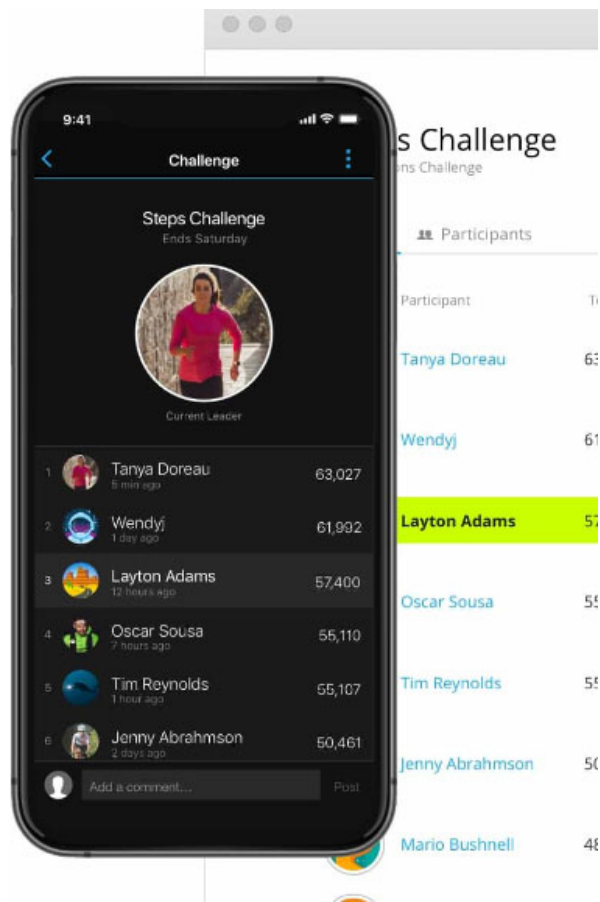 9:41
Challenge
Steps Challenge
Ends Saturday
Current Leader
1 Tanya Doreau 63,027
5 min ago
2 Wendyj 61,992
1 day ago
3 Layton Adams 57,400
12 hours ago
4 Oscar Sousa 55,110
7 hours ago
5 Tim Reynolds 55,107
1 hour ago
6 Jenny Abrahmson 50,461
2 days ago
Add a comment... Post
s Challenge
ns Challenge
Participants
Participant T
Tanya Doreau 63
Wendyj 61
Layton Adams 57
Oscar Sousa 55
Tim Reynolds 55
Jenny Abrahmson 50
Mario Bushnell 48